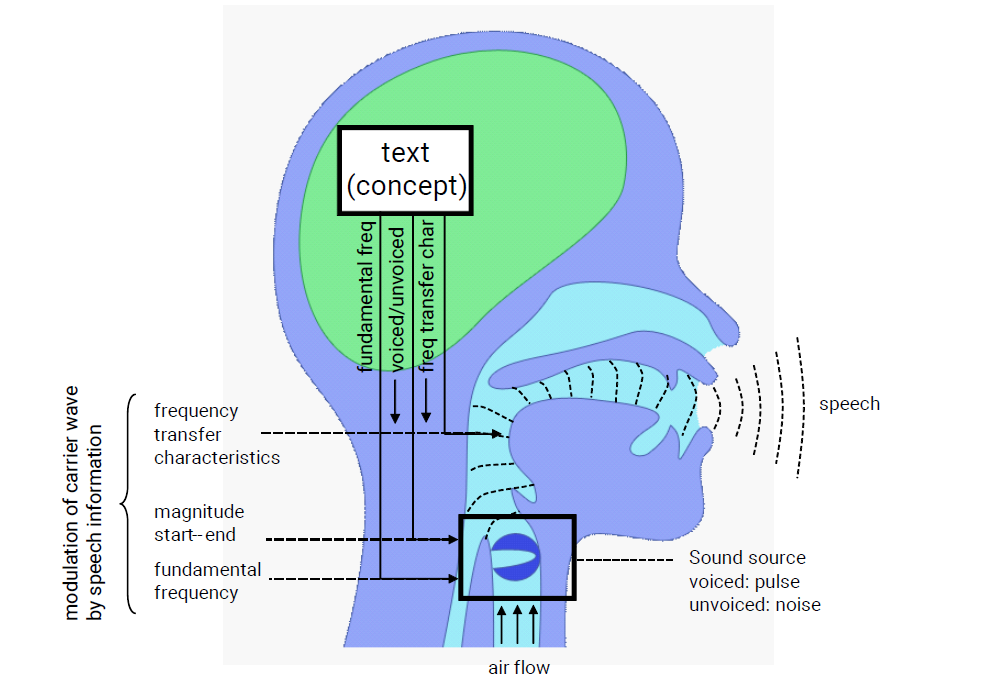 text
(concept)
fundamental freq
voiced/unvoiced
freq transfer char
modulation of carrier wave
by speech information
frequency
transfer
characteristics
magnitude
start--end
fundamental
frequency
speech
Sound source
voiced: pulse
unvoiced: noise
air flow